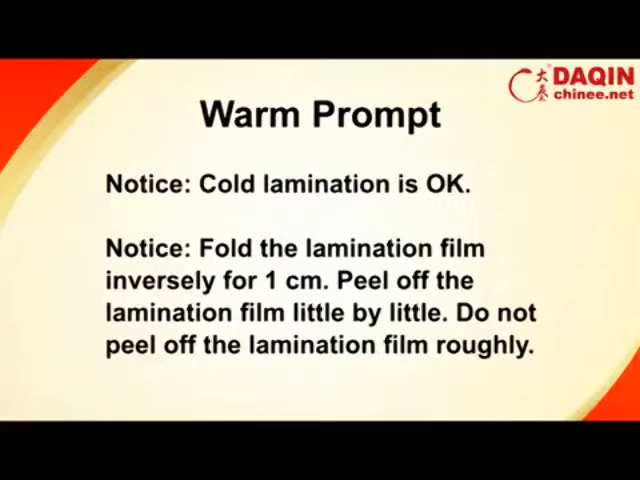 大秦
DAQIN
chinee.net
Warm Prompt
Notice: Cold lamination is OK.
Notice: Fold the lamination film
inversely for 1 cm. Peel off the
lamination film little by little. Do not
peel off the lamination film roughly.